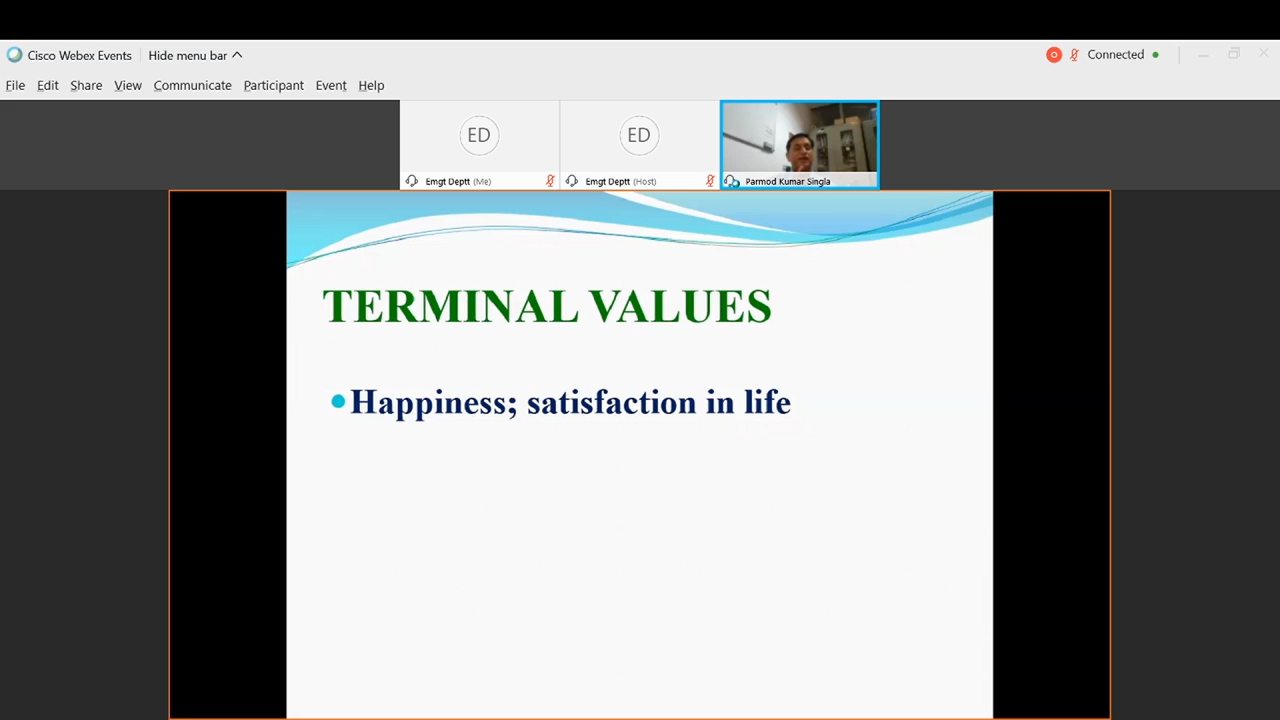 Cisco Webex Events Hide menu bar Connected
File Edit Share View Communicate Participant Event Help
ED ED
Emgt Deptt (Me) Emgt Deptt (Host) Parmod Kumar Singla
TERMINAL VALUES
Happiness; satisfaction in life